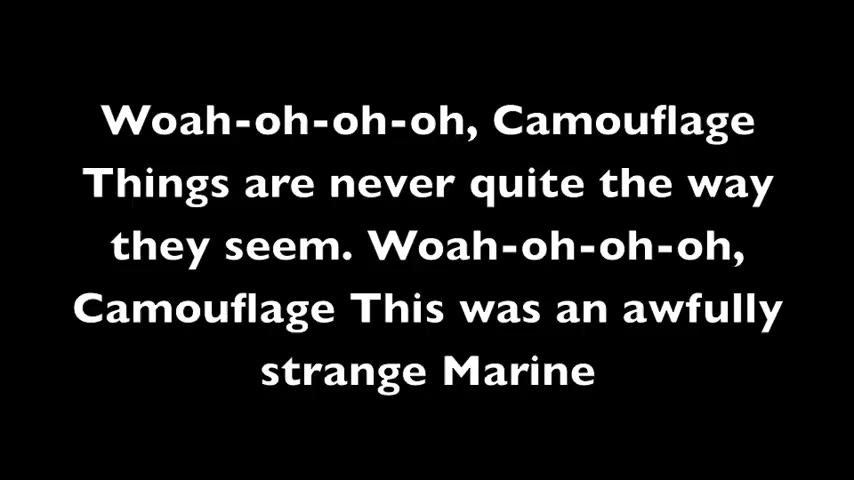 Woah-oh-oh-oh, Camouflage
Things are never quite the way
they seem. Woah-oh-oh-oh,
Camouflage This was an awfully
strange Marine